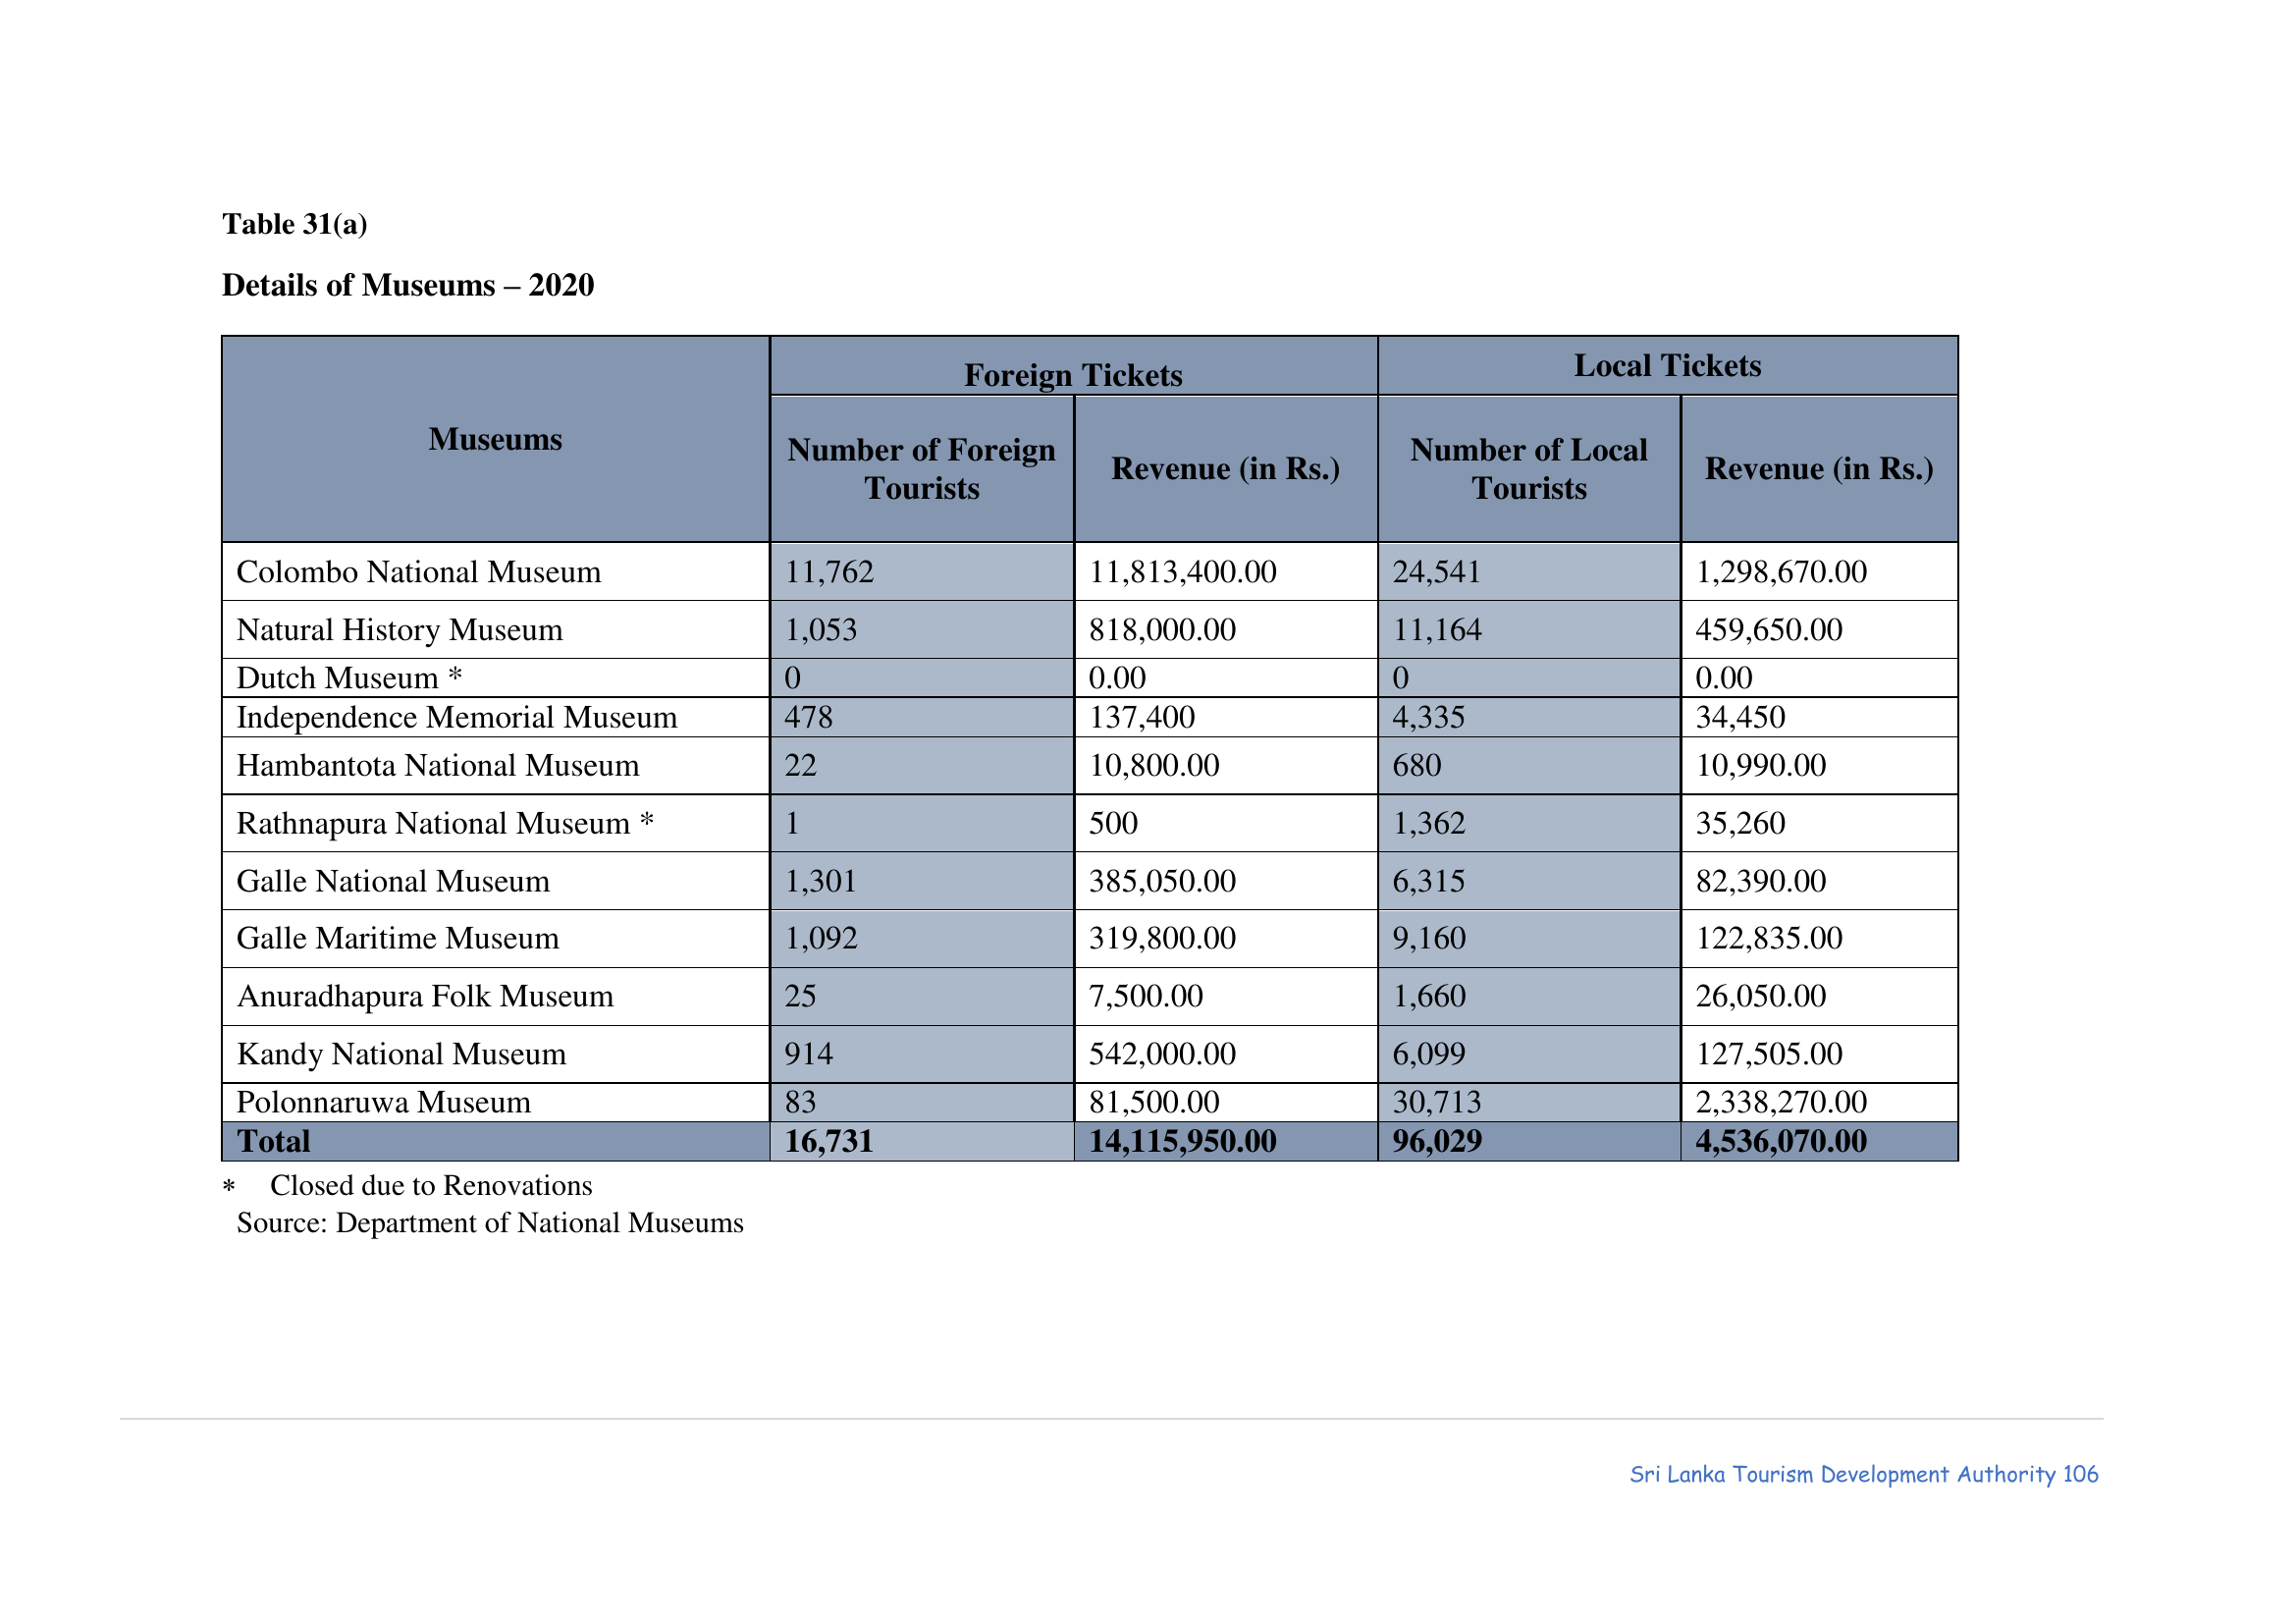 Table 31(a)
Details of Museums – 2020
Museums
Foreign Tickets
Local Tickets
Number of Foreign
Tourists
Revenue (in Rs.)
Number of Local
Tourists
Revenue (in Rs.)
Colombo National Museum 11,762 11,813,400.00 24,541 1,298,670.00
Natural History Museum 1,053 818,000.00 11,164 459,650.00
Dutch Museum * 0 0.00 0 0.00
Independence Memorial Museum 478 137,400 4,335 34,450
Hambantota National Museum 22 10,800.00 680 10,990.00
Rathnapura National Museum * 1 500 1,362 35,260
Galle National Museum 1,301 385,050.00 6,315 82,390.00
Galle Maritime Museum 1,092 319,800.00 9,160 122,835.00
Anuradhapura Folk Museum 25 7,500.00 1,660 26,050.00
Kandy National Museum 914 542,000.00 6,099 127,505.00
Polonnaruwa Museum 83 81,500.00 30,713 2,338,270.00
Total 16,731 14,115,950.00 96,029 4,536,070.00
* Closed due to Renovations
Source: Department of National Museums
Sri Lanka Tourism Development Authority 106